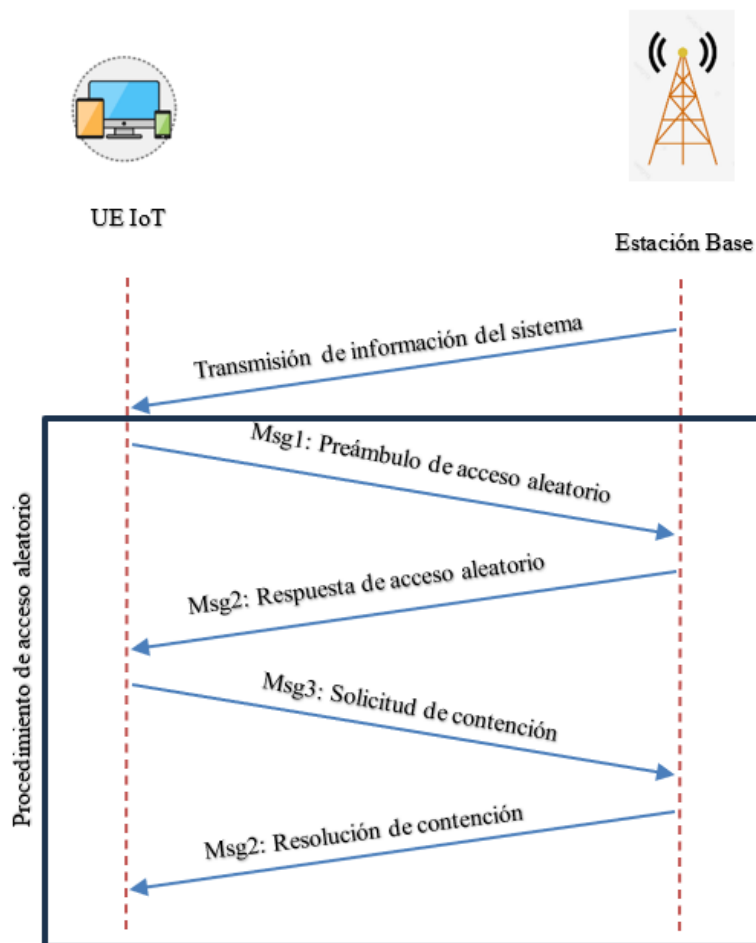 UE IoT
Estación Base
Transmisión de información del sistema
Msg1: Preámbulo de acceso aleatorio
Msg2: Respuesta de acceso aleatorio
Msg3: Solicitud de contención
Msg2: Resolución de contención
Procedimiento de acceso aleatorio